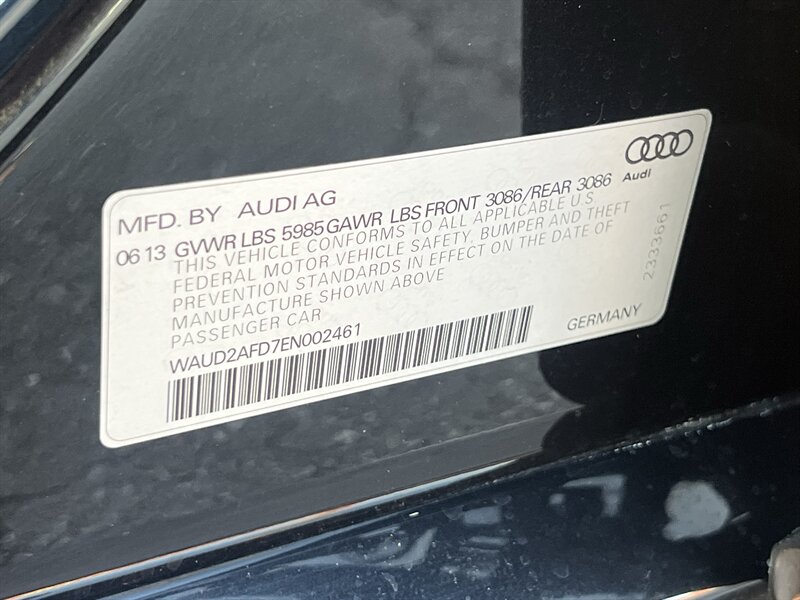 MFD. BY AUDI AG
Audi
06 13 GVWR LBS 5985 GAWR LBS FRONT 3086/REAR 3086
THIS VEHICLE CONFORMS TO ALL APPLICABLE U.S
FEDERAL MOTOR VEHICLE SAFETY, BUMPER AND THEFT
PREVENTION STANDARDS IN EFFECT ON THE DATE OF
MANUFACTURE SHOWN ABOVE
PASSENGER CAR
WAUD2AFD7EN002461
GERMANY
2333661